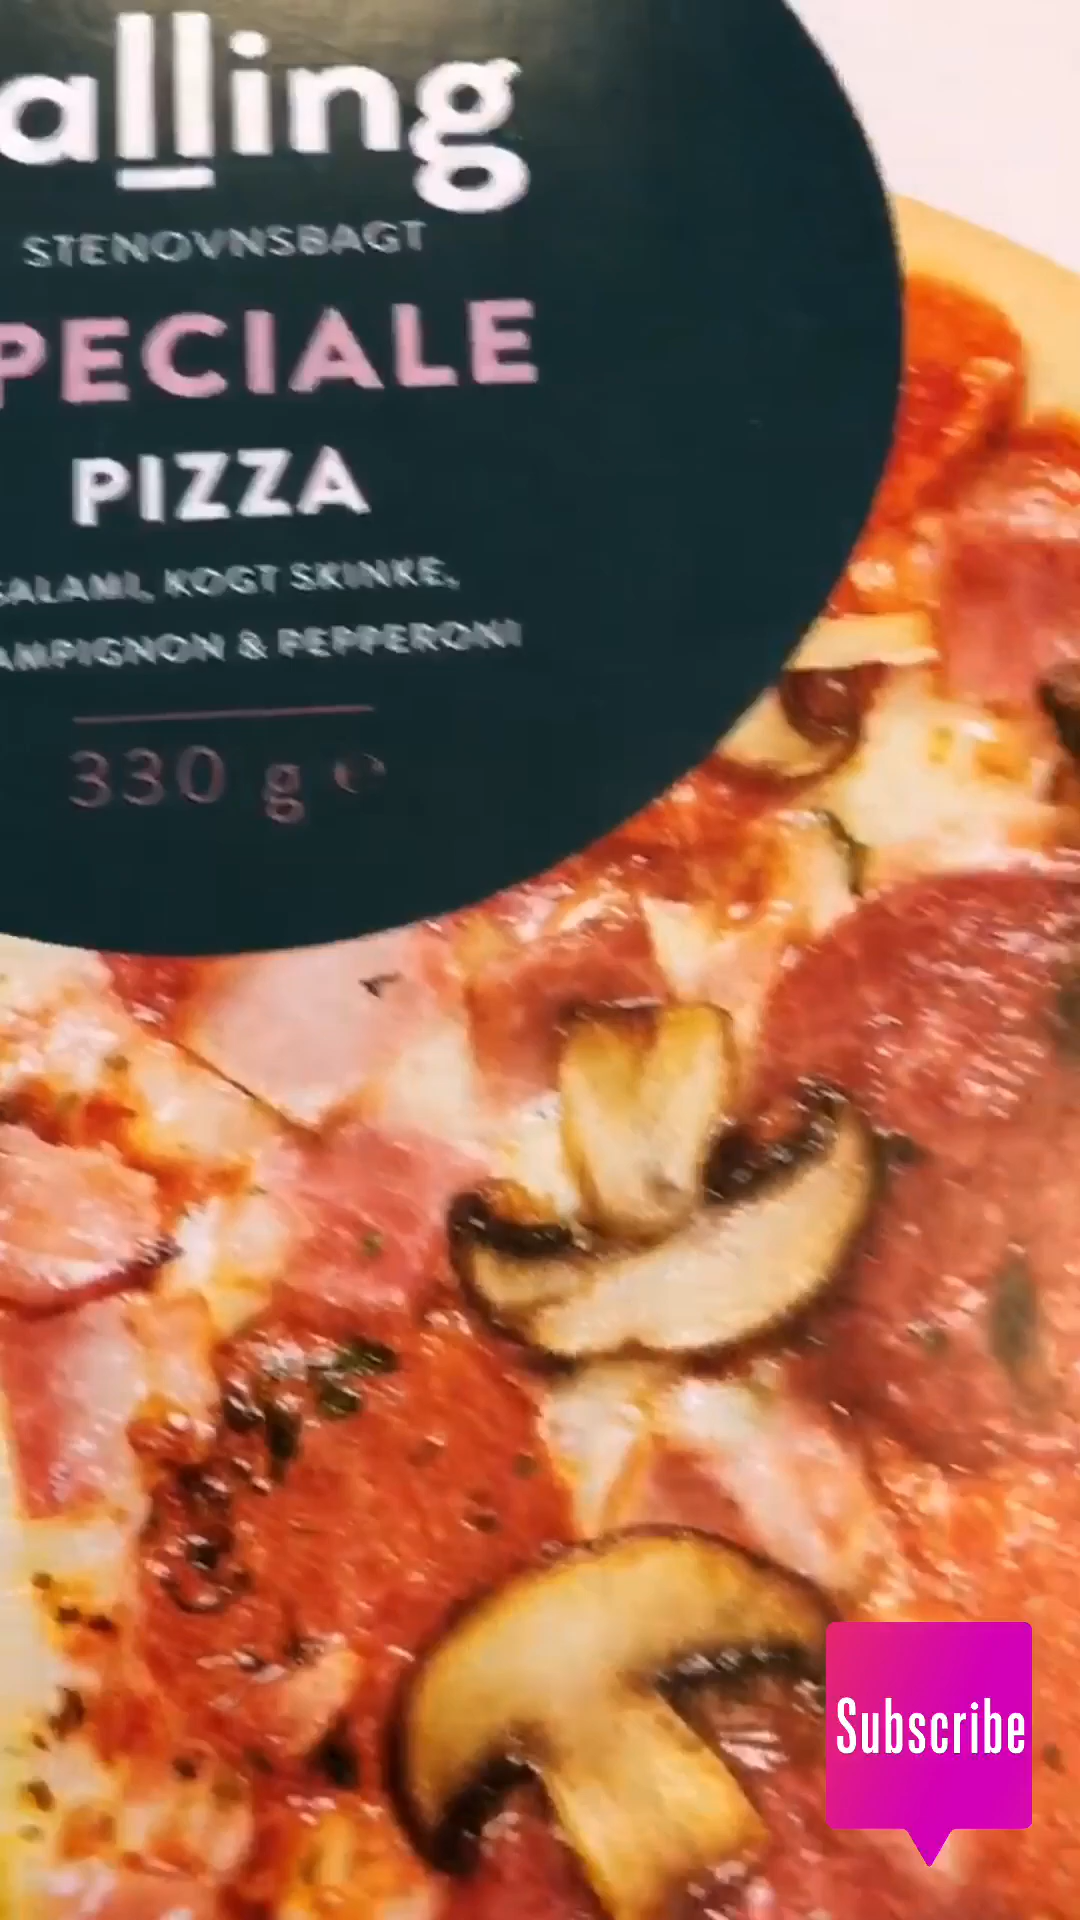 alling
STENOVNSBAGT
PECIALE
PIZZA
SALAMI, KOGT SKINKE,
AMPIGNON & PEPPERONI
330 g ℮
Subscribe